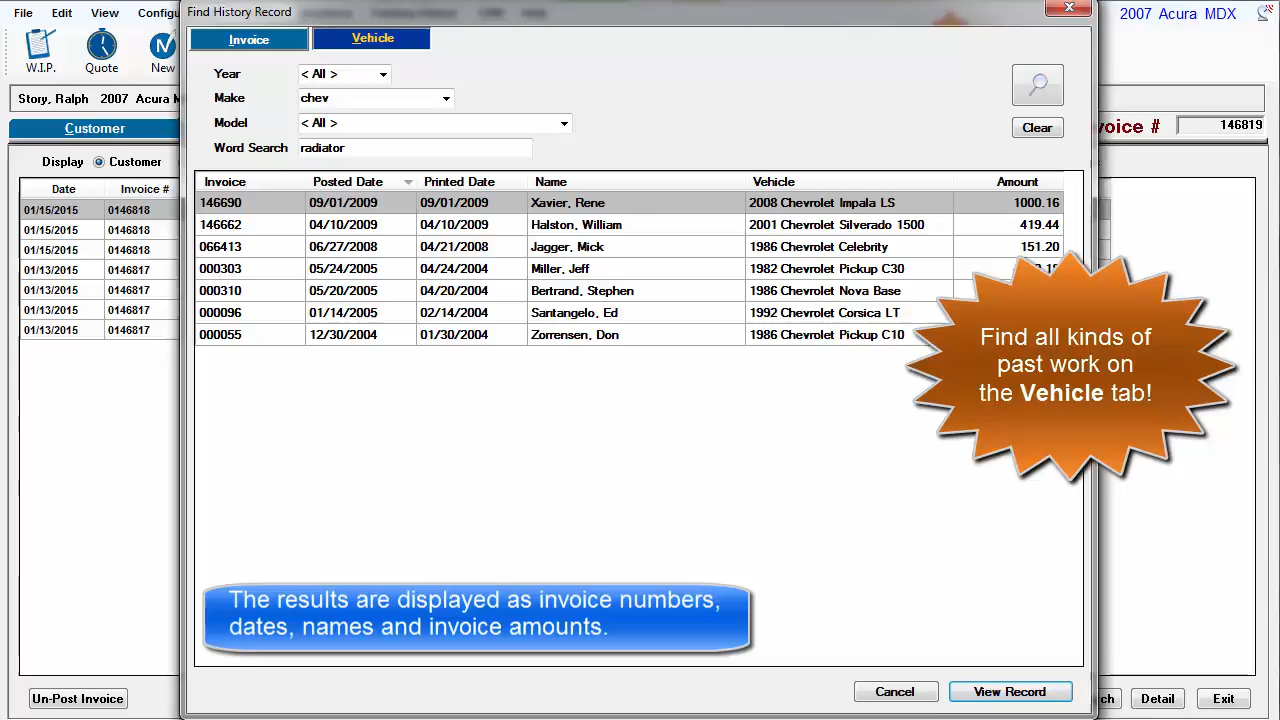 File Edit View Configu
Find History Record
2007 Acura MDX
W.I.P. Quote New
Invoice Vehicle
Year < All >
Make chev
Model < All >
Word Search radiator
Clear
Story, Ralph 2007 Acura M
voice # 146819
Customer
Display Customer
Date Invoice #
01/15/2015 0146818
01/15/2015 0146818
01/15/2015 0146818
01/13/2015 0146817
01/13/2015 0146817
01/13/2015 0146817
01/13/2015 0146817
Invoice Posted Date Printed Date Name Vehicle Amount
146690 09/01/2009 09/01/2009 Xavier, Rene 2008 Chevrolet Impala LS 1000.16
146662 04/10/2009 04/10/2009 Halston, William 2001 Chevrolet Silverado 1500 419.44
066413 06/27/2008 04/21/2008 Jagger, Mick 1986 Chevrolet Celebrity 151.20
000303 05/24/2005 04/24/2004 Miller, Jeff 1982 Chevrolet Pickup C30
000310 05/20/2005 04/20/2004 Bertrand, Stephen 1986 Chevrolet Nova Base
000096 01/14/2005 02/14/2004 Santangelo, Ed 1992 Chevrolet Corsica LT
000055 12/30/2004 01/30/2004 Zorrensen, Don 1986 Chevrolet Pickup C10
Find all kinds of
past work on
the Vehicle tab!
The results are displayed as invoice numbers,
dates, names and invoice amounts.
Cancel View Record
Un-Post Invoice
ch Detail Exit